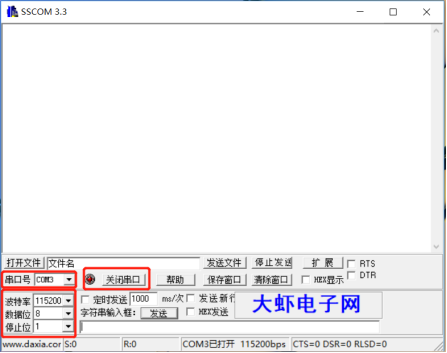 SSCOM 3.3
打开文件 文件名 发送文件 停止发送 扩 展 RTS
串口号 COM3 关闭串口 帮助 保存窗口 清除窗口 HEX显示 DTR
波特率 115200 定时发送 1000 ms/次 发送新行 大虾电子网
数据位 8 字符串输入框: 发送 HEX发送
停止位 1
www.daxia.com S:0 R:0 COM3已打开 115200bps CTS=0 DSR=0 RLSD=0